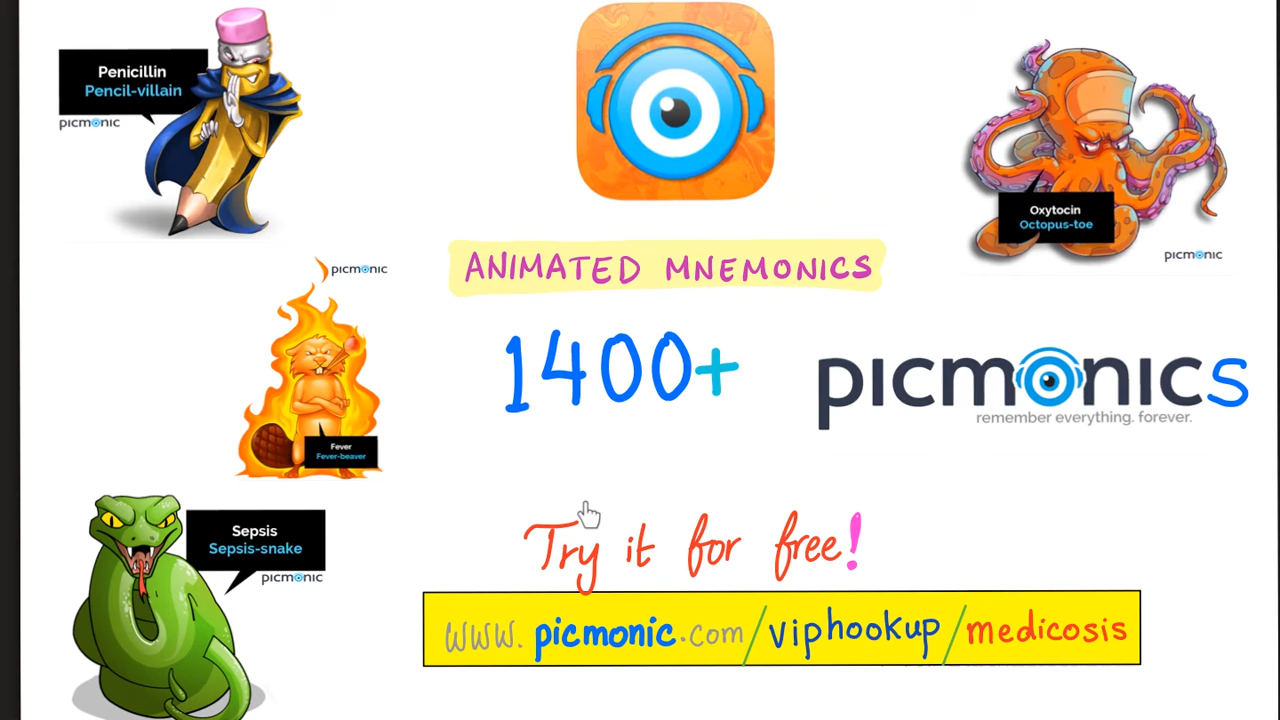 Penicillin
Pencil-villain
picmonic
Oxytocin
Octopus-toe
picmonic
ANIMATED MNEMONICS
picmonic
1400+
picmonics
remember everything. forever.
Fever
Fever-beaver
Sepsis
Sepsis-snake
picmonic
Try it for free!
www.picmonic.com/viphookup/medicosis